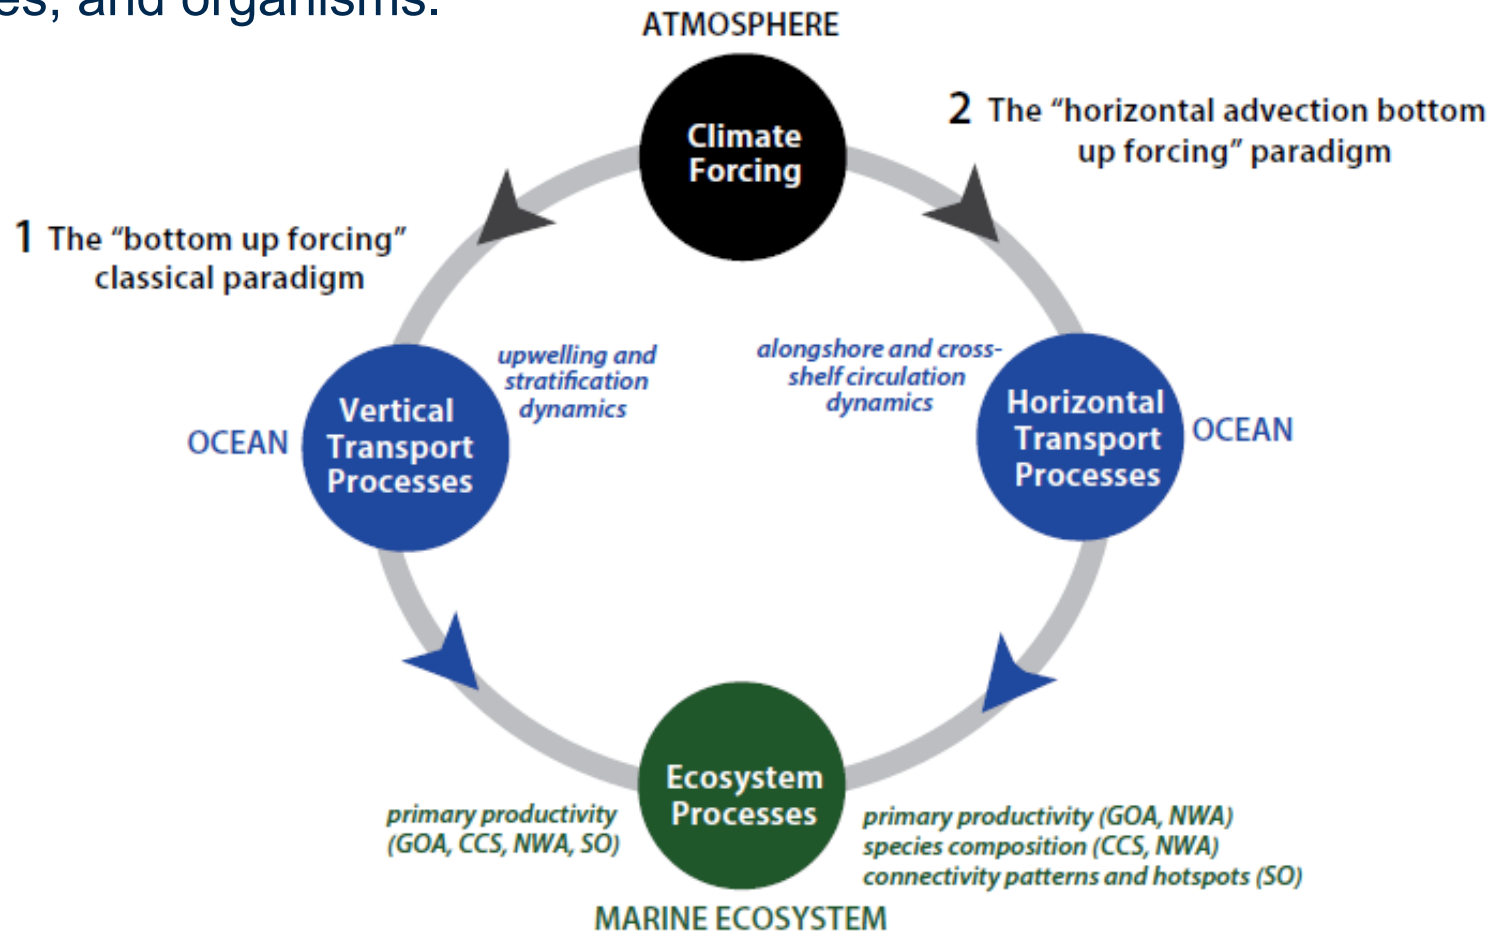 es, and organisms.
ATMOSPHERE
Climate
Forcing
2 The “horizontal advection bottom
up forcing” paradigm
1 The “bottom up forcing”
classical paradigm
upwelling and
stratification
dynamics
alongshore and cross-
shelf circulation
dynamics
OCEAN
Vertical
Transport
Processes
Horizontal
Transport
Processes
OCEAN
Ecosystem
Processes
primary productivity
(GOA, CCS, NWA, SO)
primary productivity (GOA, NWA)
species composition (CCS, NWA)
connectivity patterns and hotspots (SO)
MARINE ECOSYSTEM